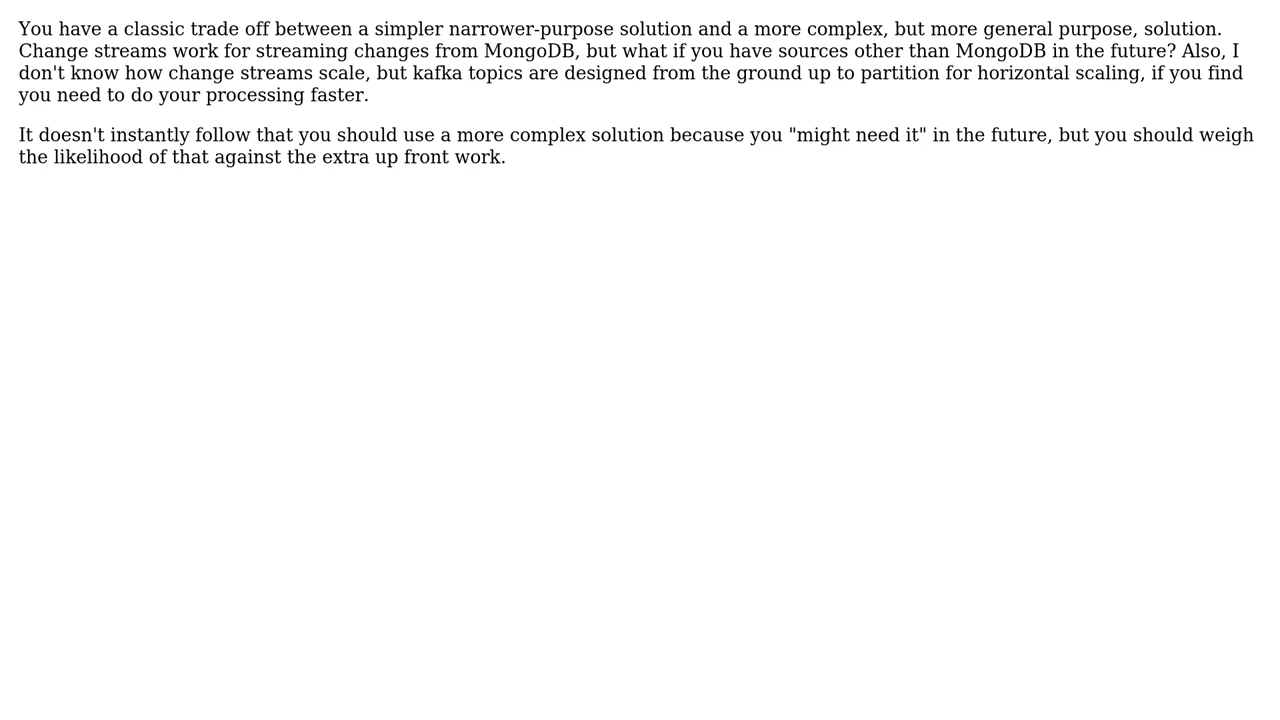 You have a classic trade off between a simpler narrower-purpose solution and a more complex, but more general purpose, solution.
Change streams work for streaming changes from MongoDB, but what if you have sources other than MongoDB in the future? Also, I
don't know how change streams scale, but kafka topics are designed from the ground up to partition for horizontal scaling, if you find
you need to do your processing faster.
It doesn't instantly follow that you should use a more complex solution because you "might need it" in the future, but you should weigh
the likelihood of that against the extra up front work.